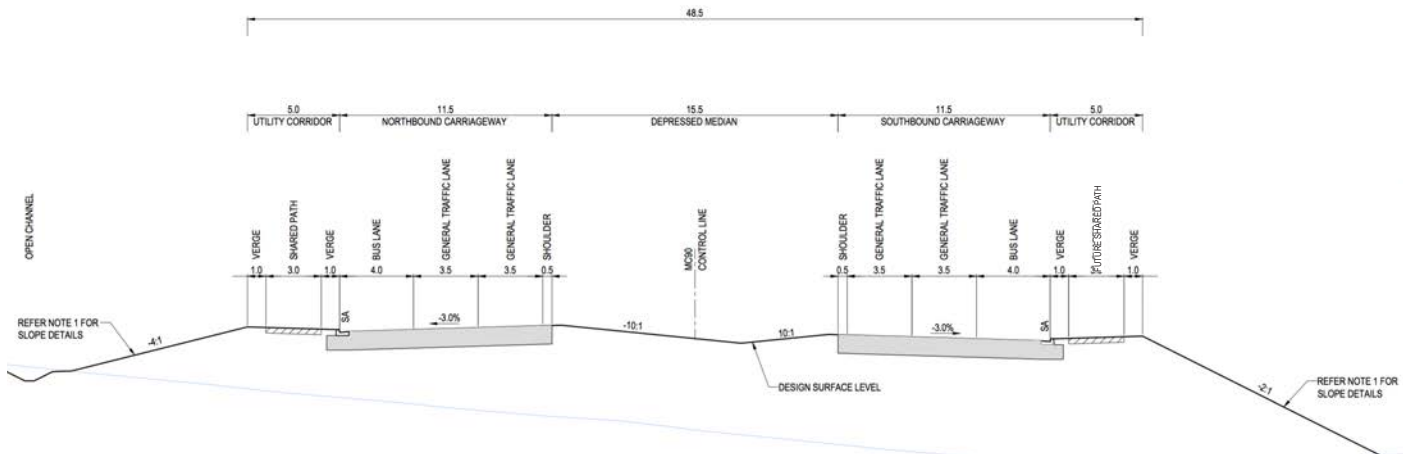 48.5
5.0
11.5
15.5
11.5
5.0
UTILITY CORRIDOR
NORTHBOUND CARRIAGEWAY
DEPRESSED MEDIAN
SOUTHBOUND CARRIAGEWAY
UTILITY CORRIDOR
OPEN CHANNEL
VERGE
SHARED PATH
VERGE
BUS LANE
GENERAL TRAFFIC LANE
GENERAL TRAFFIC LANE
SHOULDER
MC90
CONTROL LINE
SHOULDER
GENERAL TRAFFIC LANE
GENERAL TRAFFIC LANE
BUS LANE
VERGE
FUTURE SHARED PATH
VERGE
1.0
3.0
1.0
4.0
3.5
3.5
0.5
0.5
3.5
3.5
4.0
1.0
1.0
REFER NOTE 1 FOR
SLOPE DETAILS
-4:1
SA
-3.0%
-10:1
10:1
-3.0%
SA
DESIGN SURFACE LEVEL
-2:1
REFER NOTE 1 FOR
SLOPE DETAILS